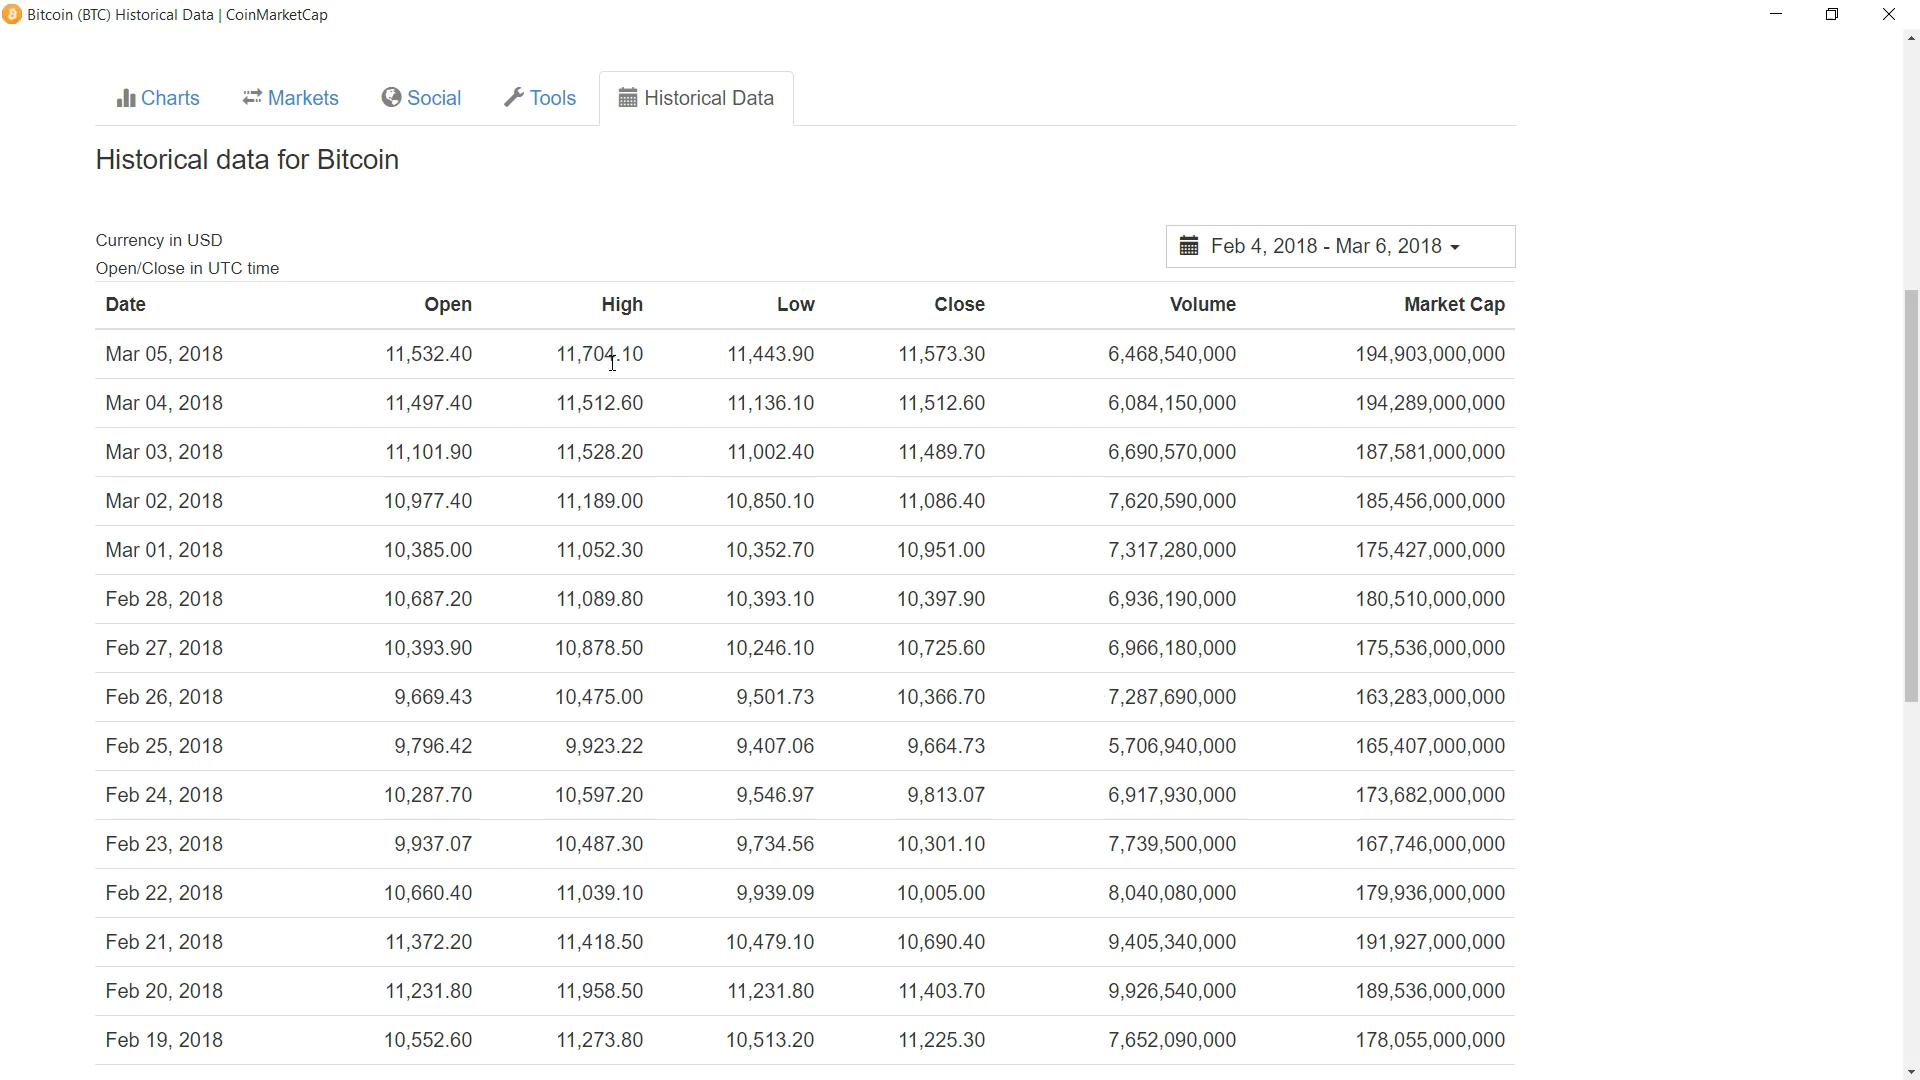 Bitcoin (BTC) Historical Data | CoinMarketCap
Charts Markets Social Tools Historical Data
Historical data for Bitcoin
Currency in USD
Feb 4, 2018 - Mar 6, 2018
Open/Close in UTC time
Date Open High Low Close Volume Market Cap
Mar 05, 2018 11,532.40 11,704.10 11,443.90 11,573.30 6,468,540,000 194,903,000,000
Mar 04, 2018 11,497.40 11,512.60 11,136.10 11,512.60 6,084,150,000 194,289,000,000
Mar 03, 2018 11,101.90 11,528.20 11,002.40 11,489.70 6,690,570,000 187,581,000,000
Mar 02, 2018 10,977.40 11,189.00 10,850.10 11,086.40 7,620,590,000 185,456,000,000
Mar 01, 2018 10,385.00 11,052.30 10,352.70 10,951.00 7,317,280,000 175,427,000,000
Feb 28, 2018 10,687.20 11,089.80 10,393.10 10,397.90 6,936,190,000 180,510,000,000
Feb 27, 2018 10,393.90 10,878.50 10,246.10 10,725.60 6,966,180,000 175,536,000,000
Feb 26, 2018 9,669.43 10,475.00 9,501.73 10,366.70 7,287,690,000 163,283,000,000
Feb 25, 2018 9,796.42 9,923.22 9,407.06 9,664.73 5,706,940,000 165,407,000,000
Feb 24, 2018 10,287.70 10,597.20 9,546.97 9,813.07 6,917,930,000 173,682,000,000
Feb 23, 2018 9,937.07 10,487.30 9,734.56 10,301.10 7,739,500,000 167,746,000,000
Feb 22, 2018 10,660.40 11,039.10 9,939.09 10,005.00 8,040,080,000 179,936,000,000
Feb 21, 2018 11,372.20 11,418.50 10,479.10 10,690.40 9,405,340,000 191,927,000,000
Feb 20, 2018 11,231.80 11,958.50 11,231.80 11,403.70 9,926,540,000 189,536,000,000
Feb 19, 2018 10,552.60 11,273.80 10,513.20 11,225.30 7,652,090,000 178,055,000,000